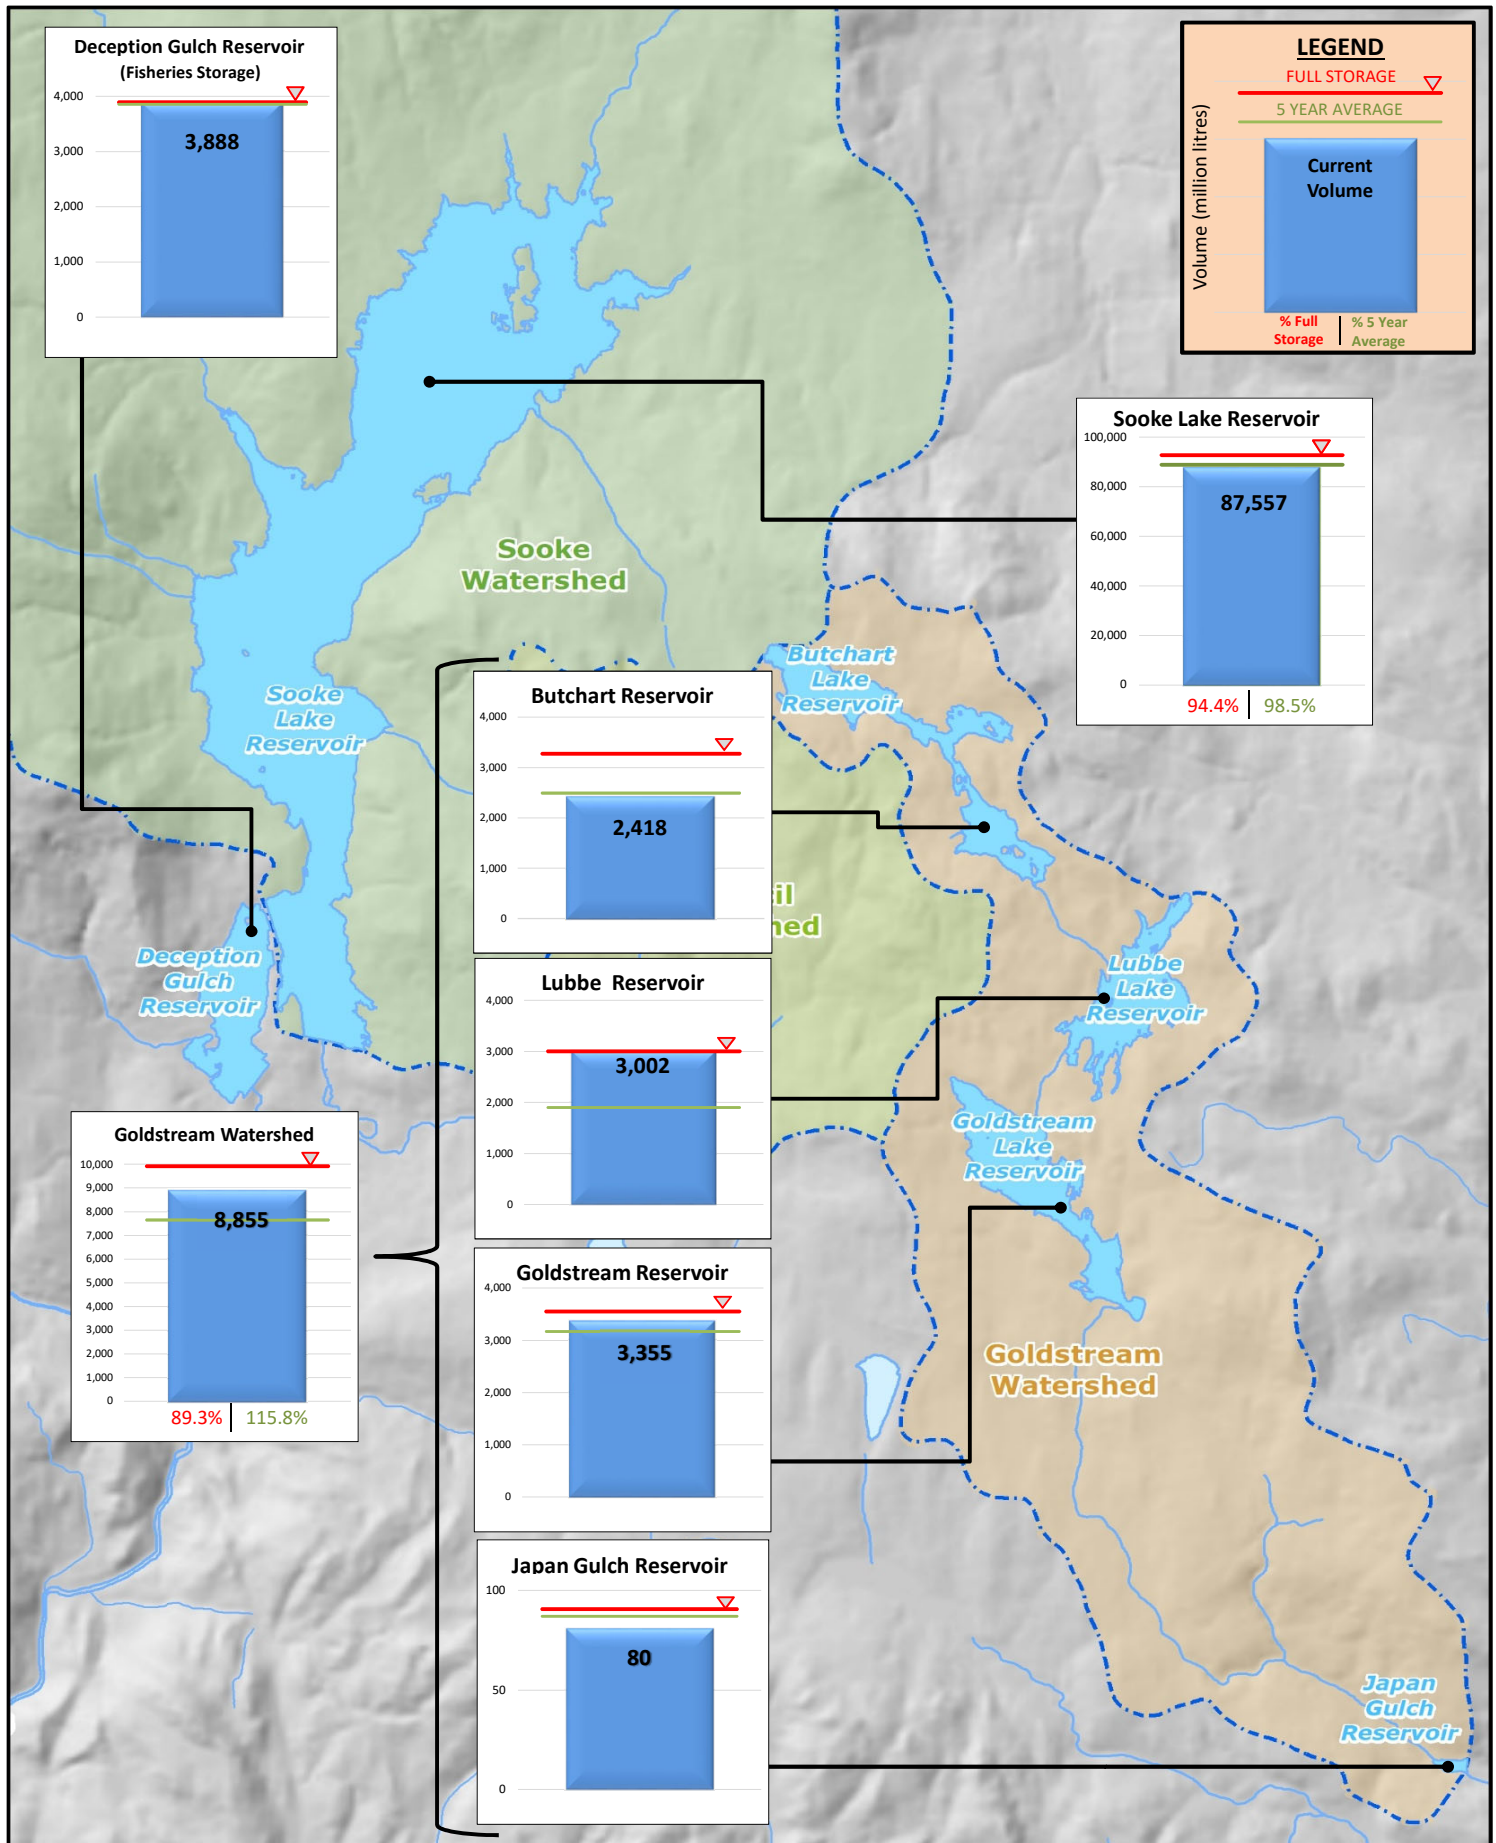 Deception Gulch Reservoir
(Fisheries Storage)
4,000
3,000
2,000
1,000
0
3,888
LEGEND
FULL STORAGE
5 YEAR AVERAGE
Current
Volume
Volume (million litres)
% Full
Storage
% 5 Year
Average
Sooke Lake Reservoir
100,000
80,000
60,000
40,000
20,000
0
87,557
94.4%
98.5%
Sooke
Watershed
Sooke
Lake
Reservoir
Butchart
Lake
Reservoir
Butchart Reservoir
4,000
3,000
2,000
1,000
0
2,418
il
hed
Deception
Gulch
Reservoir
Lubbe
Lake
Reservoir
Lubbe Reservoir
4,000
3,000
2,000
1,000
0
3,002
Goldstream
Lake
Reservoir
Goldstream Watershed
10,000
9,000
8,000
7,000
6,000
5,000
4,000
3,000
2,000
1,000
0
8,855
89.3%
115.8%
Goldstream Reservoir
4,000
3,000
2,000
1,000
0
3,355
Goldstream
Watershed
Japan Gulch Reservoir
100
50
0
80
Japan
Gulch
Reservoir